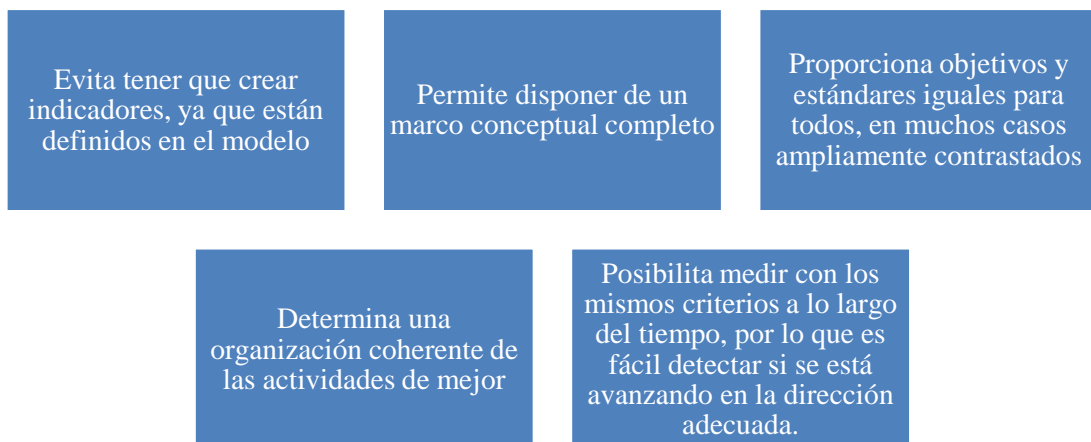 Evita tener que crear
indicadores, ya que están
definidos en el modelo
Permite disponer de un
marco conceptual completo
Proporciona objetivos y
estándares iguales para
todos, en muchos casos
ampliamente contrastados
Determina una
organización coherente de
las actividades de mejor
Posibilita medir con los
mismos criterios a lo largo
del tiempo, por lo que es
fácil detectar si se está
avanzando en la dirección
adecuada.